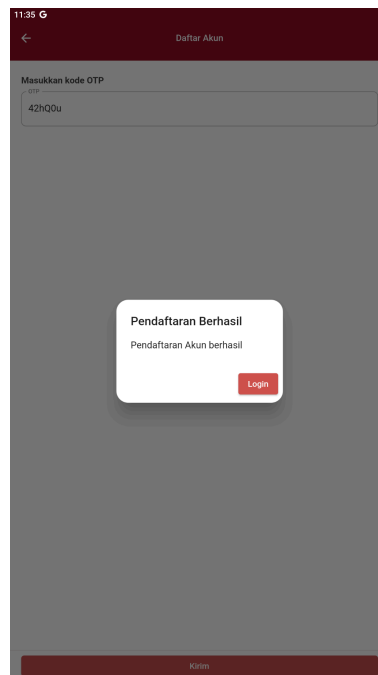 11:35 G
Daftar Akun
Masukkan kode OTP
OTP
42hQ0u
Pendaftaran Berhasil
Pendaftaran Akun berhasil
Login
Kirim